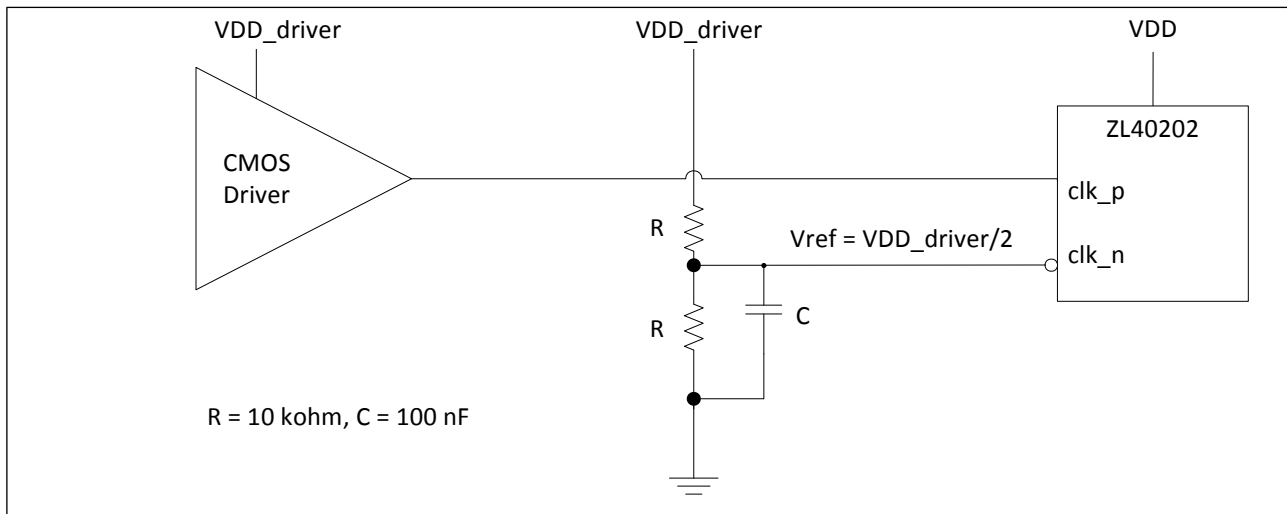 VDD_driver
VDD_driver
VDD
ZL40202
CMOS
Driver
clk_p
R
Vref = VDD_driver/2
clk_n
R
C
R = 10 kohm, C = 100 nF